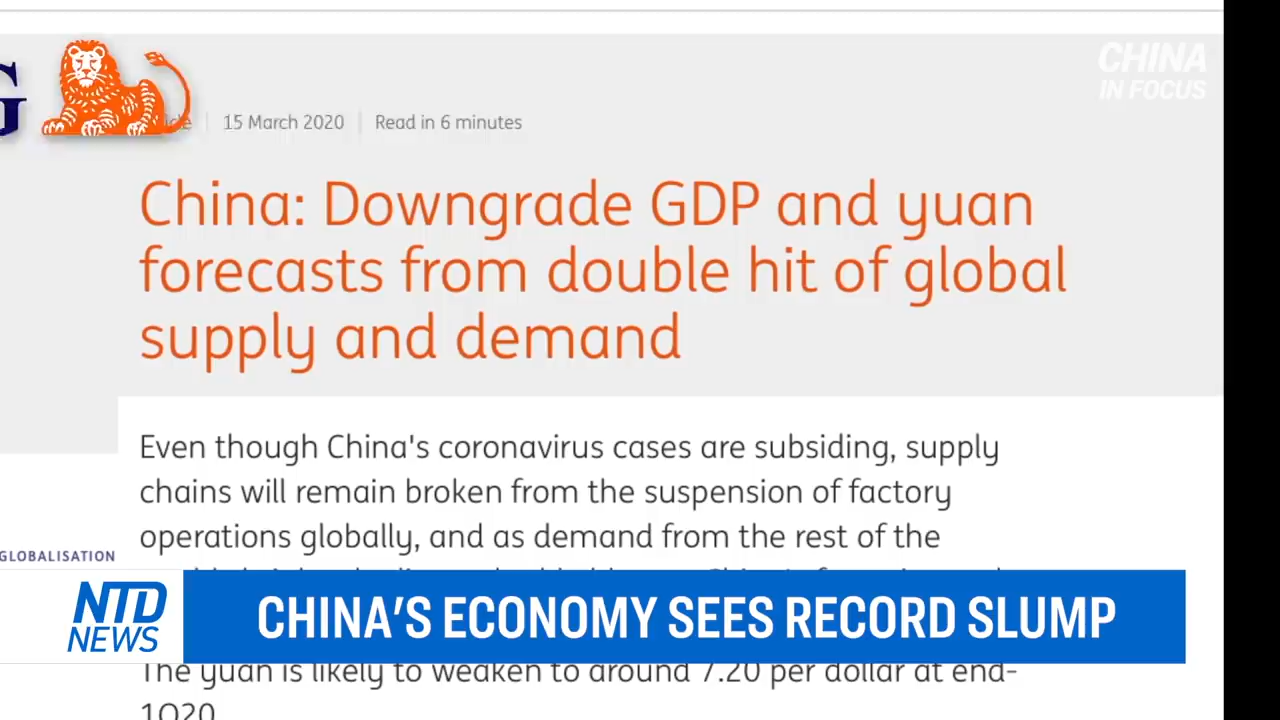 CHINA
IN FOCUS
G
15 March 2020 | Read in 6 minutes
China: Downgrade GDP and yuan
forecasts from double hit of global
supply and demand
Even though China's coronavirus cases are subsiding, supply
chains will remain broken from the suspension of factory
operations globally, and as demand from the rest of the
GLOBALISATION
NTD
NEWS
CHINA'S ECONOMY SEES RECORD SLUMP
The yuan is likely to weaken to around 7.20 per dollar at end-
1Q20